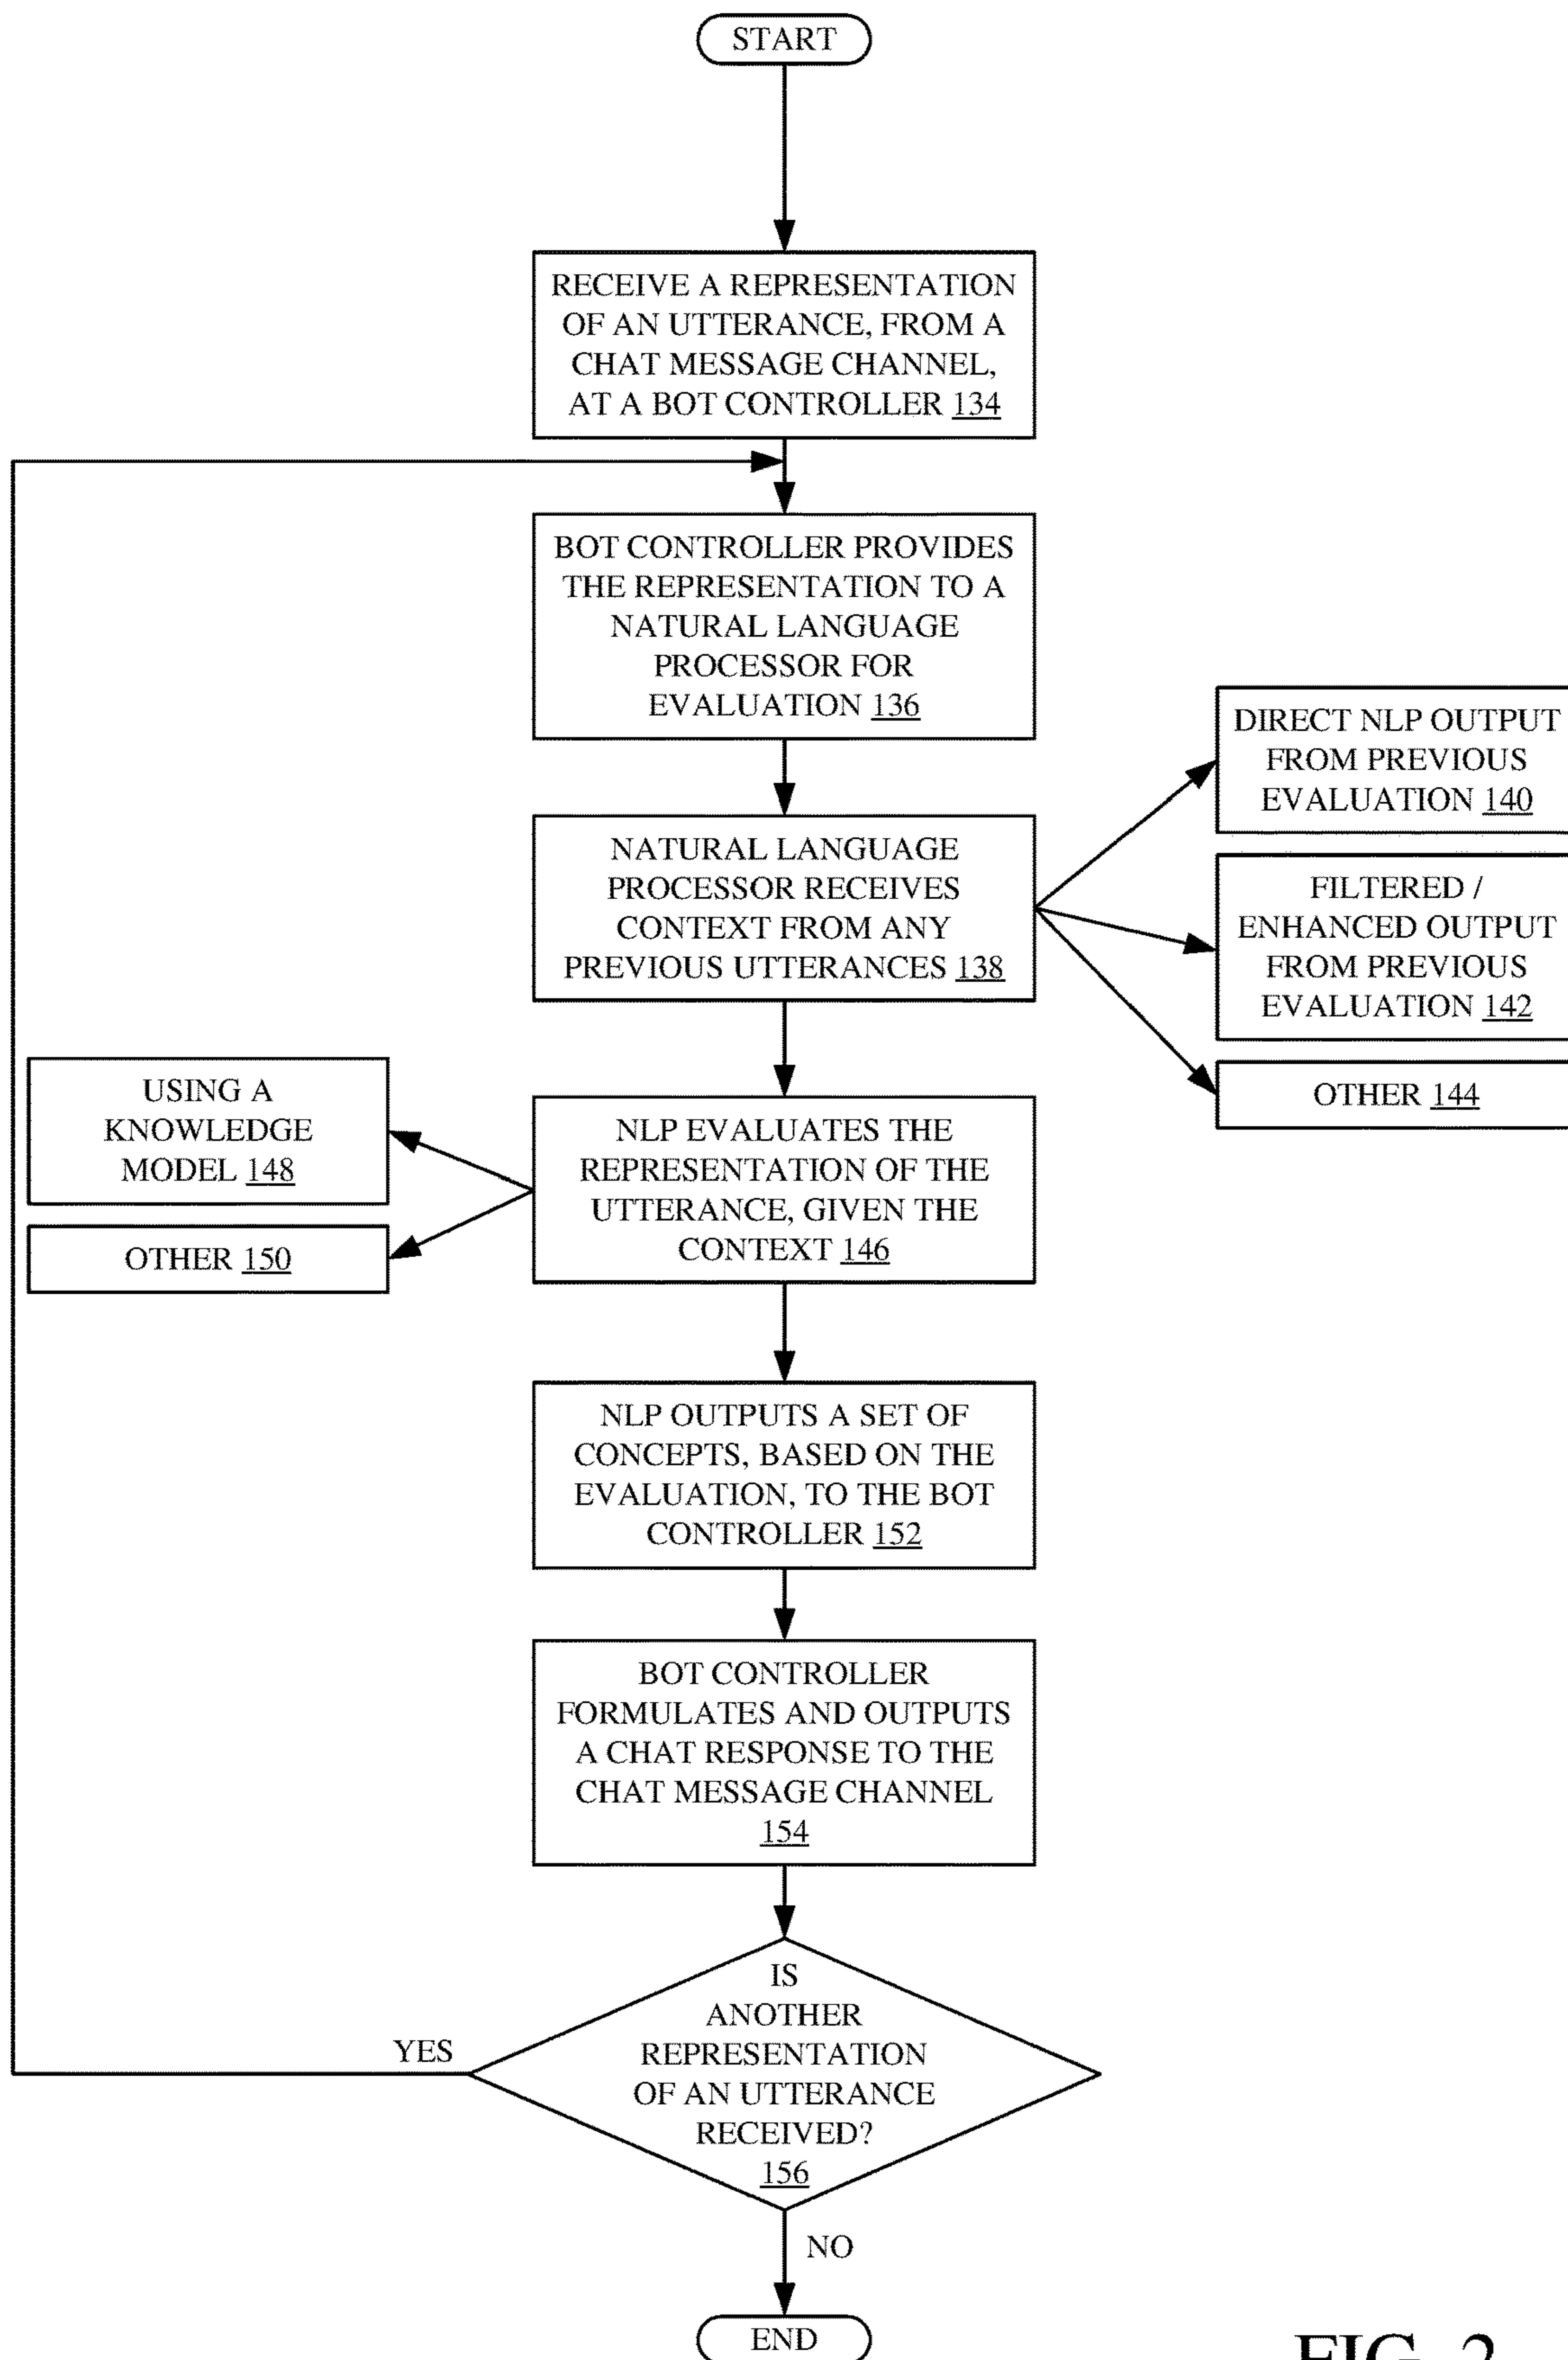 START
RECEIVE A REPRESENTATION
OF AN UTTERANCE, FROM A
CHAT MESSAGE CHANNEL,
AT A BOT CONTROLLER 134
BOT CONTROLLER PROVIDES
THE REPRESENTATION TO A
NATURAL LANGUAGE
PROCESSOR FOR
EVALUATION 136
NATURAL LANGUAGE
PROCESSOR RECEIVES
CONTEXT FROM ANY
PREVIOUS UTTERANCES 138
DIRECT NLP OUTPUT
FROM PREVIOUS
EVALUATION 140
FILTERED /
ENHANCED OUTPUT
FROM PREVIOUS
EVALUATION 142
OTHER 144
NLP EVALUATES THE
REPRESENTATION OF THE
UTTERANCE, GIVEN THE
CONTEXT 146
USING A
KNOWLEDGE
MODEL 148
OTHER 150
NLP OUTPUTS A SET OF
CONCEPTS, BASED ON THE
EVALUATION, TO THE BOT
CONTROLLER 152
BOT CONTROLLER
FORMULATES AND OUTPUTS
A CHAT RESPONSE TO THE
CHAT MESSAGE CHANNEL
154
IS
ANOTHER
REPRESENTATION
OF AN UTTERANCE
RECEIVED?
156
YES
NO
END
FIG. 2